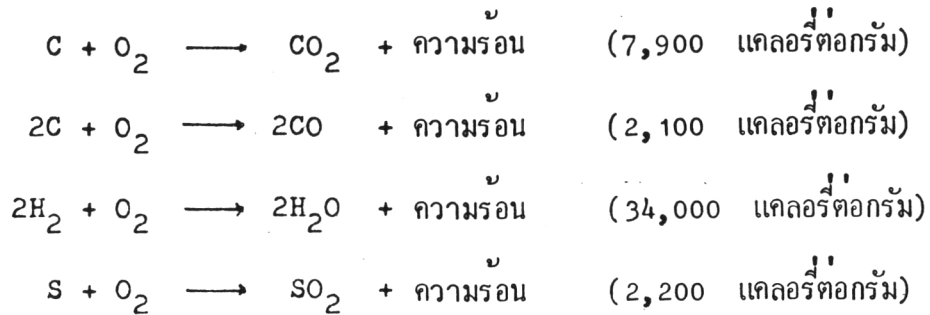 C + O₂ ⟶ CO₂ + ความร้อน (7,900 แคลอรี่ต่อกรัม)
2C + O₂ ⟶ 2CO + ความร้อน (2,100 แคลอรี่ต่อกรัม)
2H₂ + O₂ ⟶ 2H₂O + ความร้อน (34,000 แคลอรี่ต่อกรัม)
S + O₂ ⟶ SO₂ + ความร้อน (2,200 แคลอรี่ต่อกรัม)